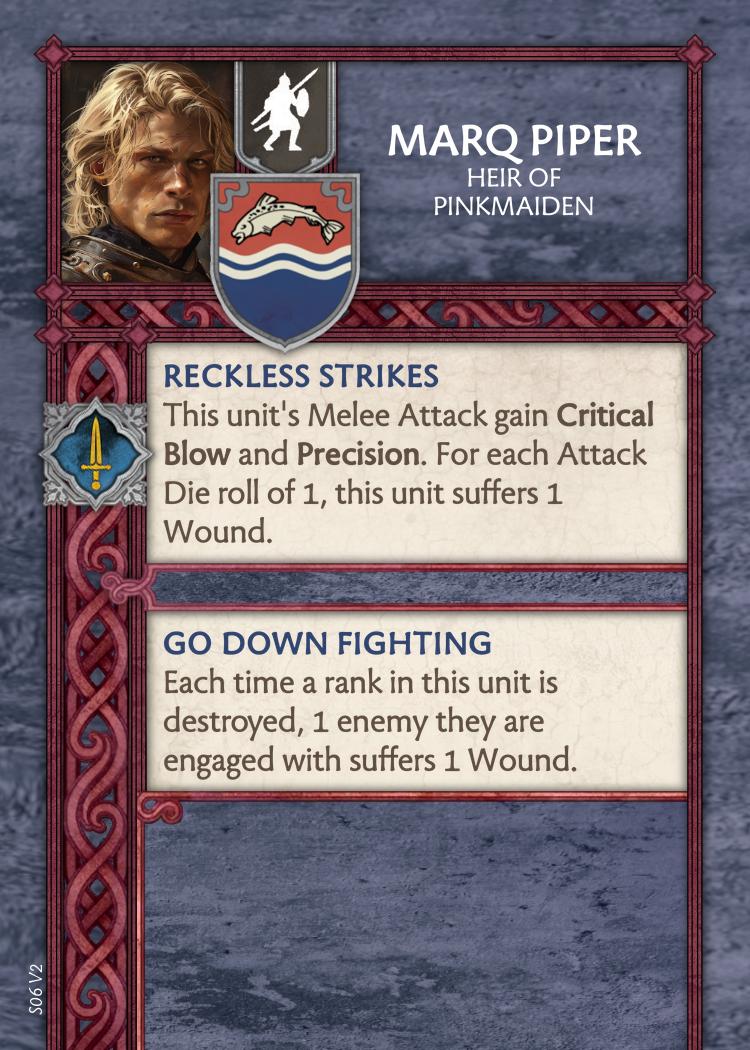 MARQ PIPER
HEIR OF
PINKMAIDEN
RECKLESS STRIKES
This unit's Melee Attack gain Critical
Blow and Precision. For each Attack
Die roll of 1, this unit suffers 1
Wound.
GO DOWN FIGHTING
Each time a rank in this unit is
destroyed, 1 enemy they are
engaged with suffers 1 Wound.
S06 V2